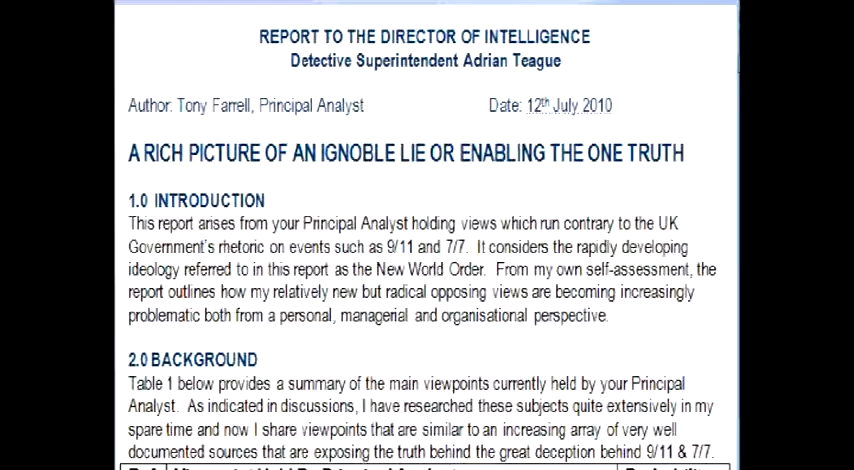 REPORT TO THE DIRECTOR OF INTELLIGENCE
Detective Superintendent Adrian Teague
Author: Tony Farrell, Principal Analyst Date: 12th July 2010
A RICH PICTURE OF AN IGNOBLE LIE OR ENABLING THE ONE TRUTH
1.0 INTRODUCTION
This report arises from your Principal Analyst holding views which run contrary to the UK
Government's rhetoric on events such as 9/11 and 7/7. It considers the rapidly developing
ideology referred to in this report as the New World Order. From my own self-assessment, the
report outlines how my relatively new but radical opposing views are becoming increasingly
problematic both from a personal, managerial and organisational perspective.
2.0 BACKGROUND
Table 1 below provides a summary of the main viewpoints currently held by your Principal
Analyst. As indicated in discussions, I have researched these subjects quite extensively in my
spare time and now I share viewpoints that are similar to an increasing array of very well
documented sources that are exposing the truth behind the great deception behind 9/11 & 7/7.